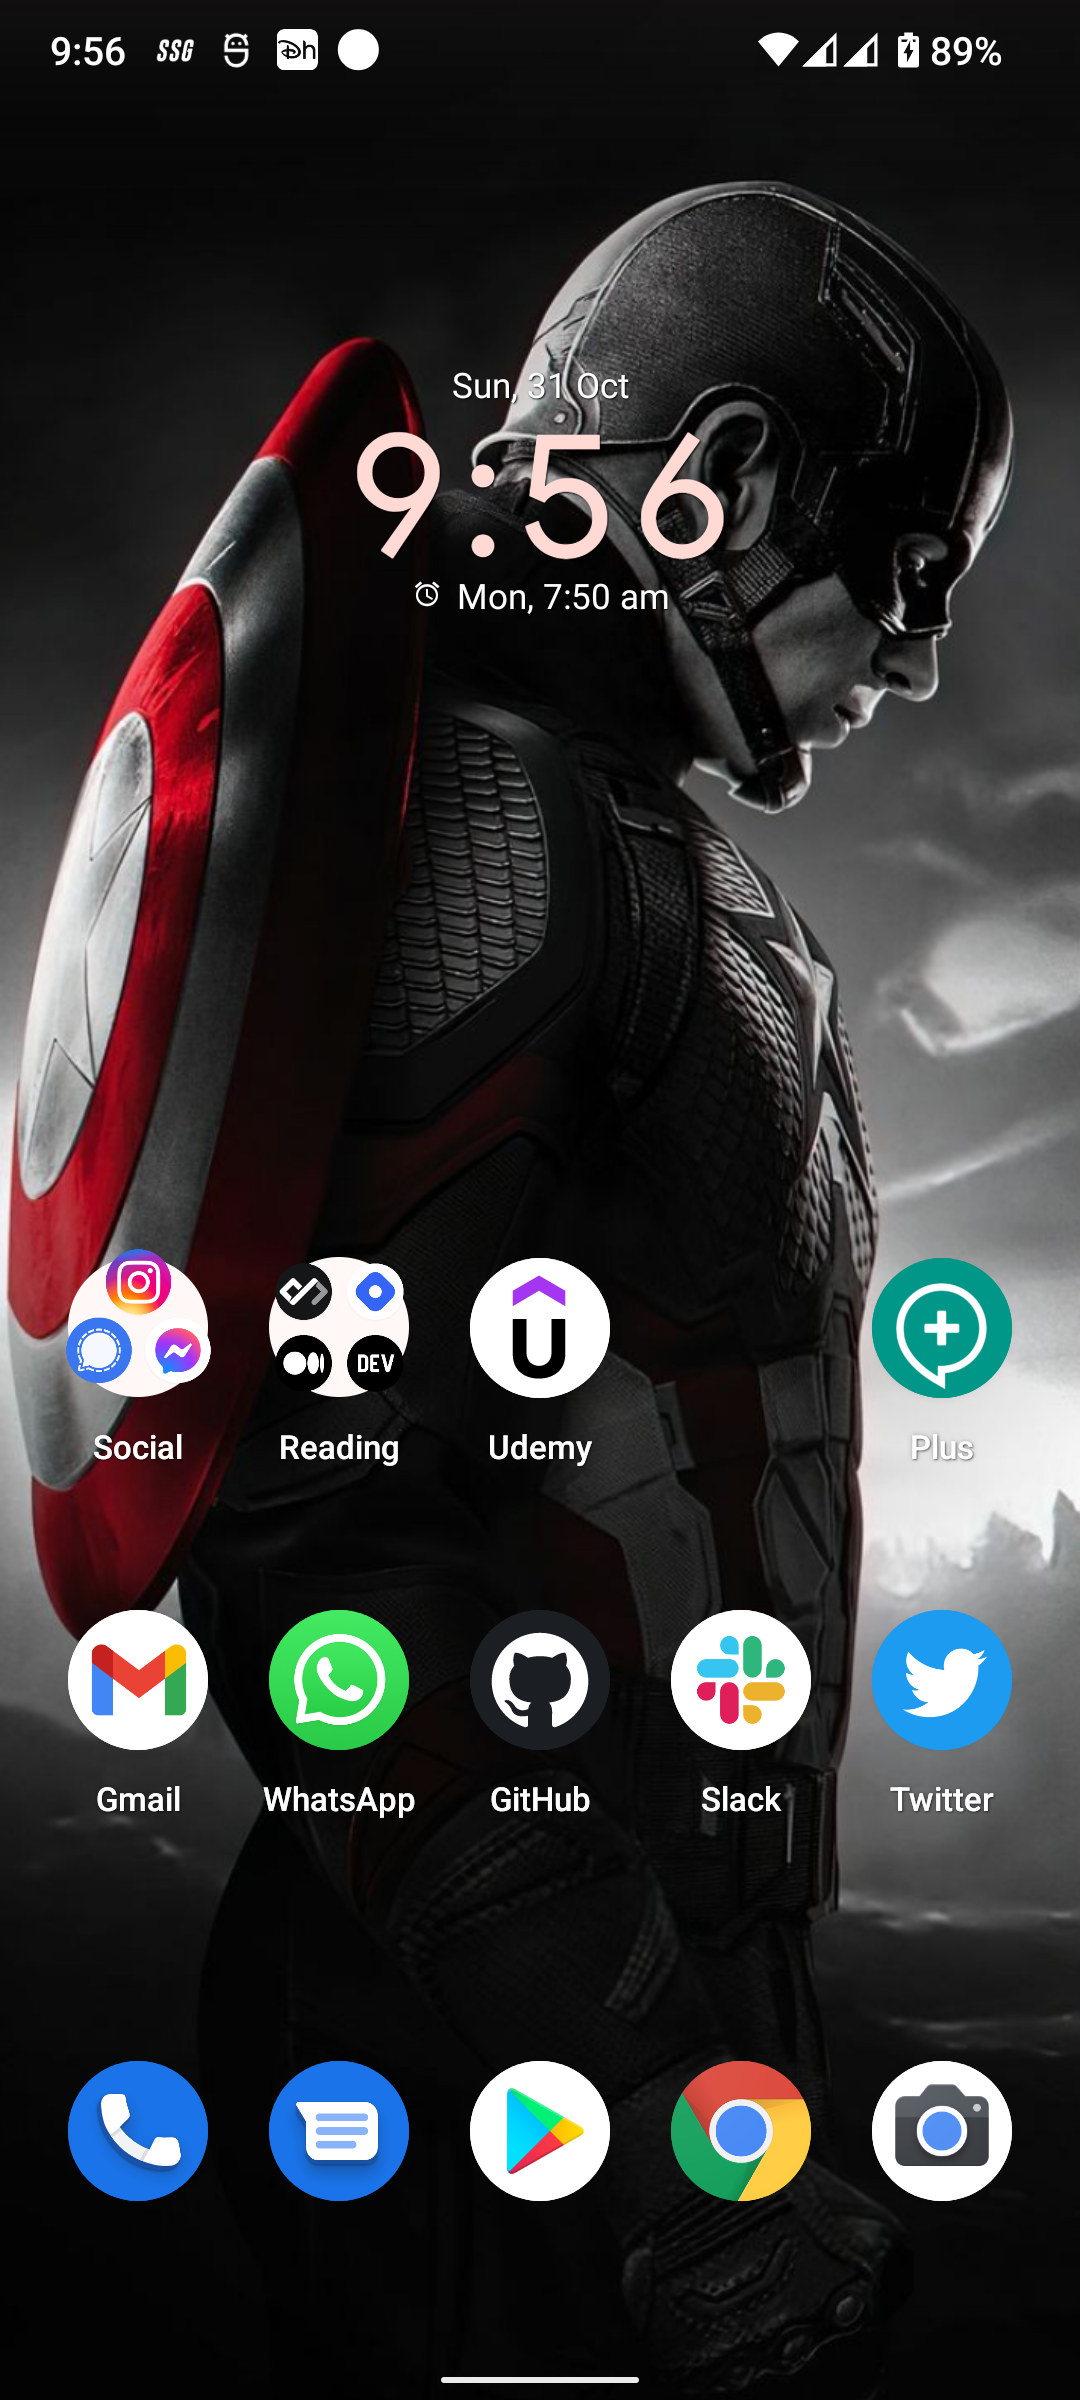 9:56 SSG Dh 89%
Sun, 31 Oct
9:56
Mon, 7:50 am
DEV
Social Reading Udemy Plus
Gmail WhatsApp GitHub Slack Twitter